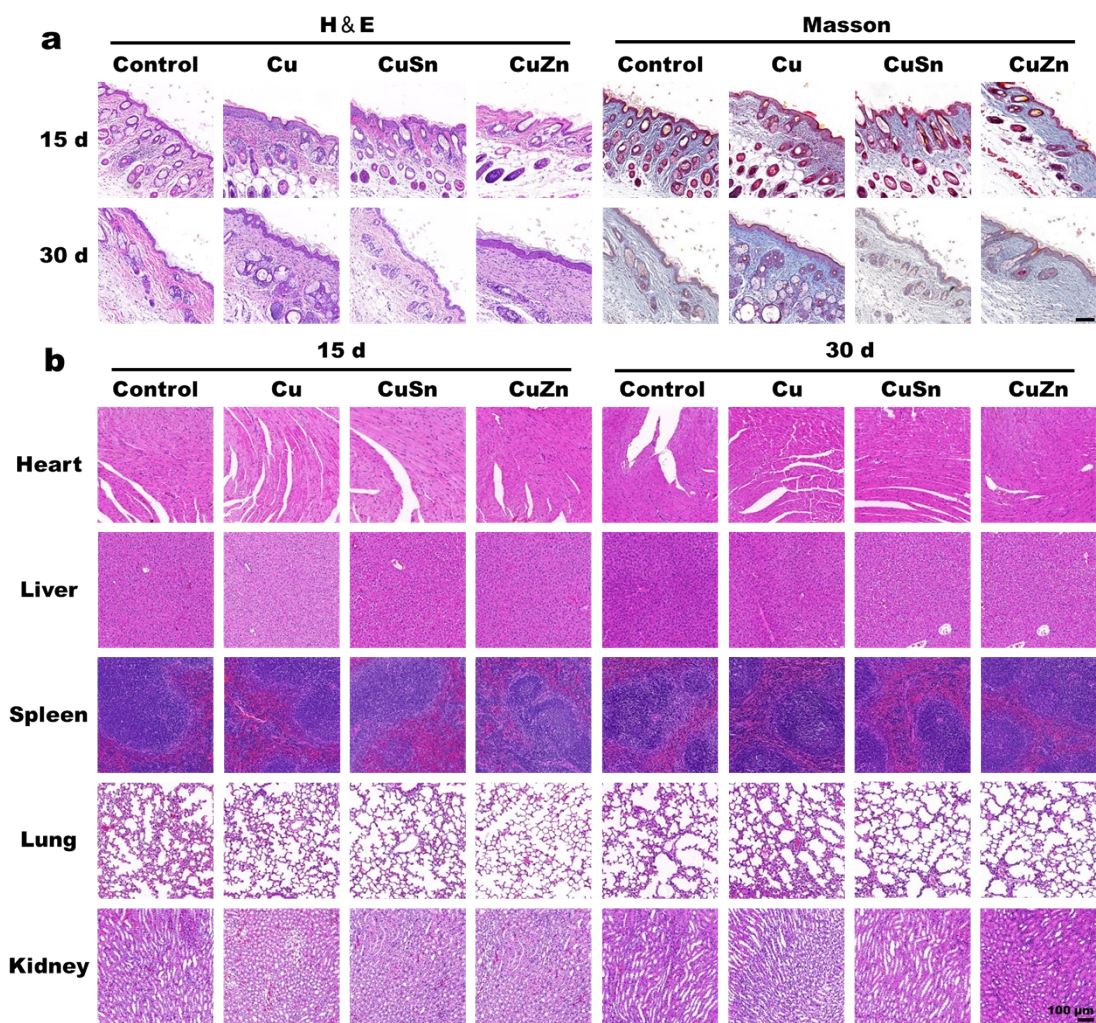 a
H & E
Masson
Control Cu CuSn CuZn Control Cu CuSn CuZn
15 d
30 d
b
15 d
30 d
Control Cu CuSn CuZn Control Cu CuSn CuZn
Heart
Liver
Spleen
Lung
Kidney
100 μm